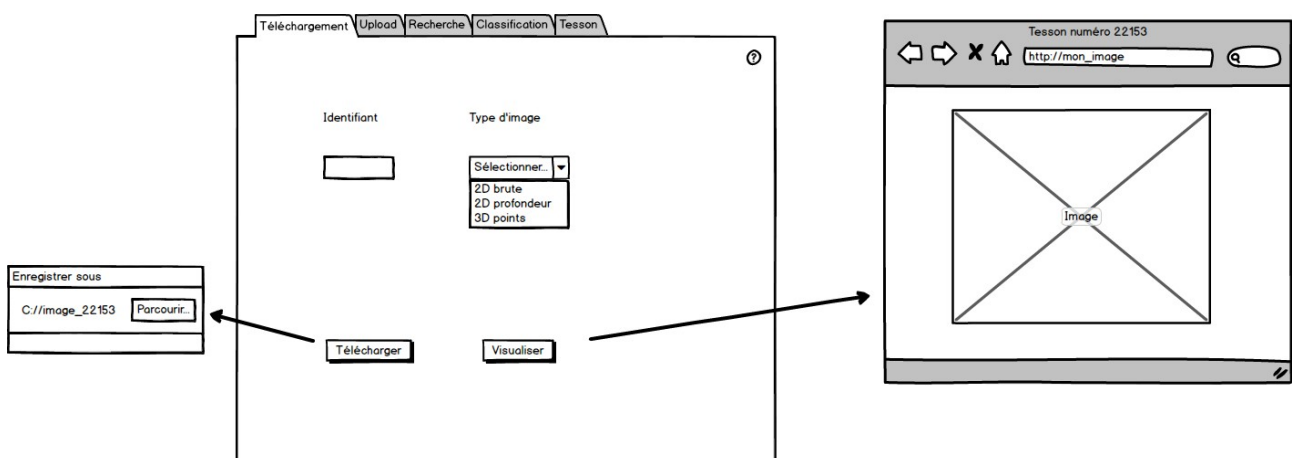 Téléchargement Upload Recherche Classification Tesson
Identifiant Type d'image
Sélectionner...
2D brute
2D profondeur
3D points
Télécharger Visualiser
Enregistrer sous
C://image_22153 Parcourir...
Tesson numéro 22153
http://mon_image
Image